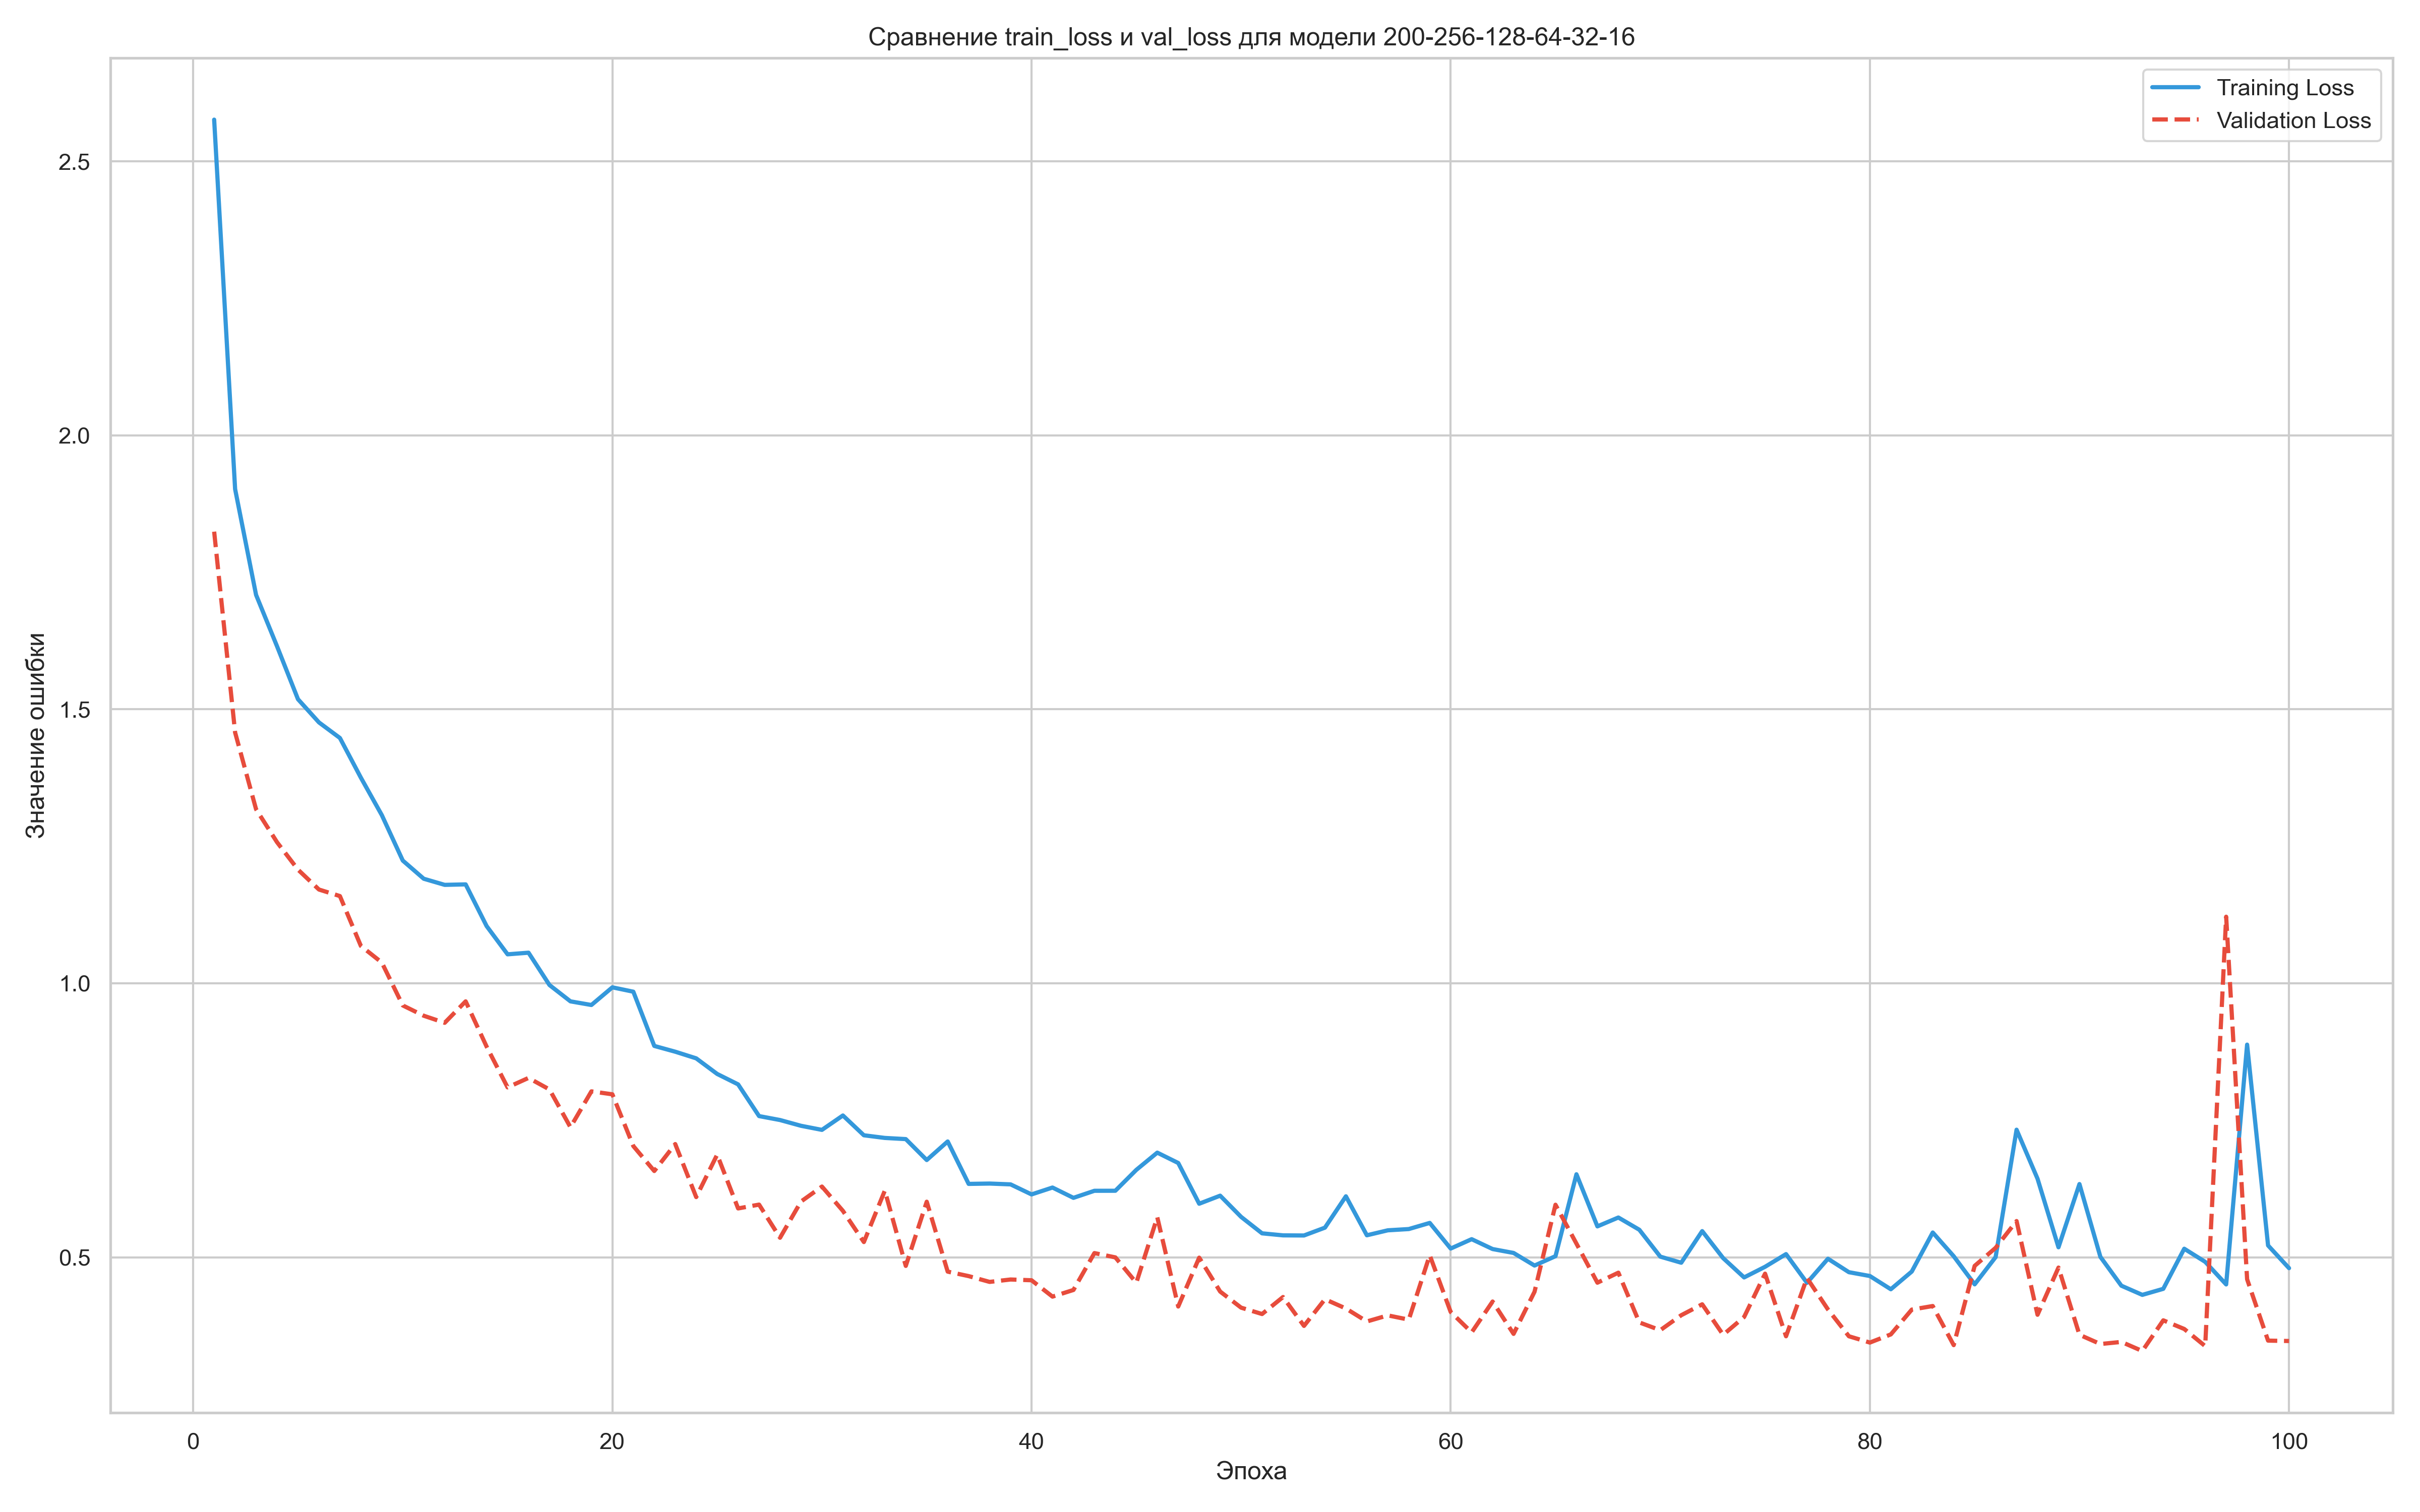 Сравнение train_loss и val_loss для модели 200-256-128-64-32-16
Training Loss
Validation Loss
Значение ошибки
2.5
2.0
1.5
1.0
0.5
0
20
40
60
80
100
Эпоха